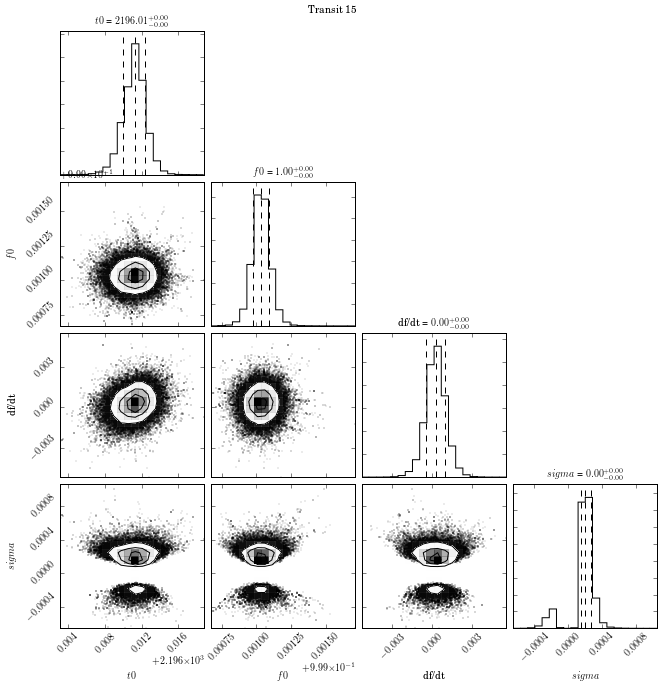 Transit 15
t0 = 2196.01 +0.00 −0.00
f0 = 1.00 +0.00 −0.00
0.00150
0.00125
0.00100
0.00075
f0
df/dt = 0.00 +0.00 −0.00
0.003
0.000
−0.003
df/dt
sigma = 0.00 +0.00 −0.00
0.0008
0.0004
0.0000
−0.0004
sigma
0.004
0.008
0.012
0.016
+2.196×10³
t0
0.00075
0.00100
0.00125
0.00150
+9.99×10⁻¹
f0
−0.003
0.000
0.003
df/dt
−0.0004
0.0000
0.0004
0.0008
sigma